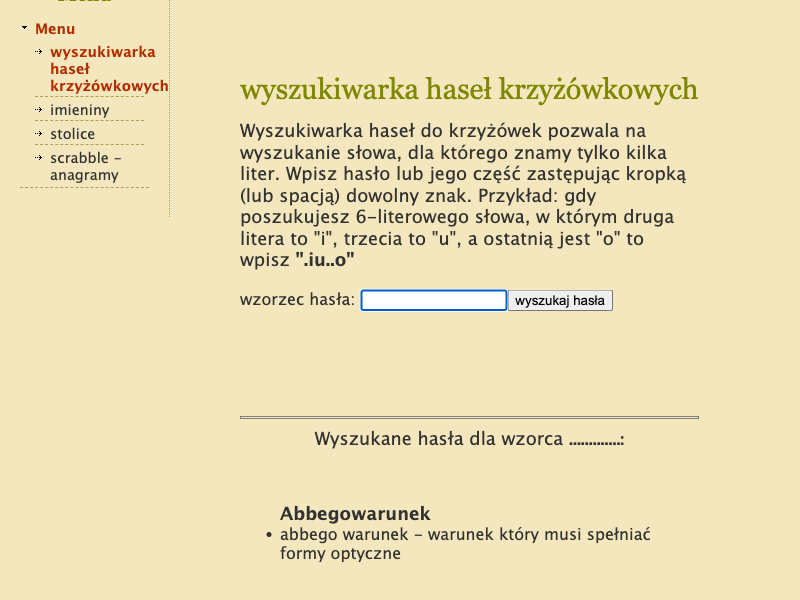 Menu
wyszukiwarka
haseł
krzyżówkowych
imieniny
stolice
scrabble -
anagramy
wyszukiwarka haseł krzyżówkowych
Wyszukiwarka haseł do krzyżówek pozwala na
wyszukanie słowa, dla którego znamy tylko kilka
liter. Wpisz hasło lub jego część zastępując kropką
(lub spacją) dowolny znak. Przykład: gdy
poszukujesz 6-literowego słowa, w którym druga
litera to "i", trzecia to "u", a ostatnią jest "o" to
wpisz ".iu..o"
wzorzec hasła: wyszukaj hasła
Wyszukane hasła dla wzorca .............:
Abbegowarunek
• abbego warunek - warunek który musi spełniać
formy optyczne